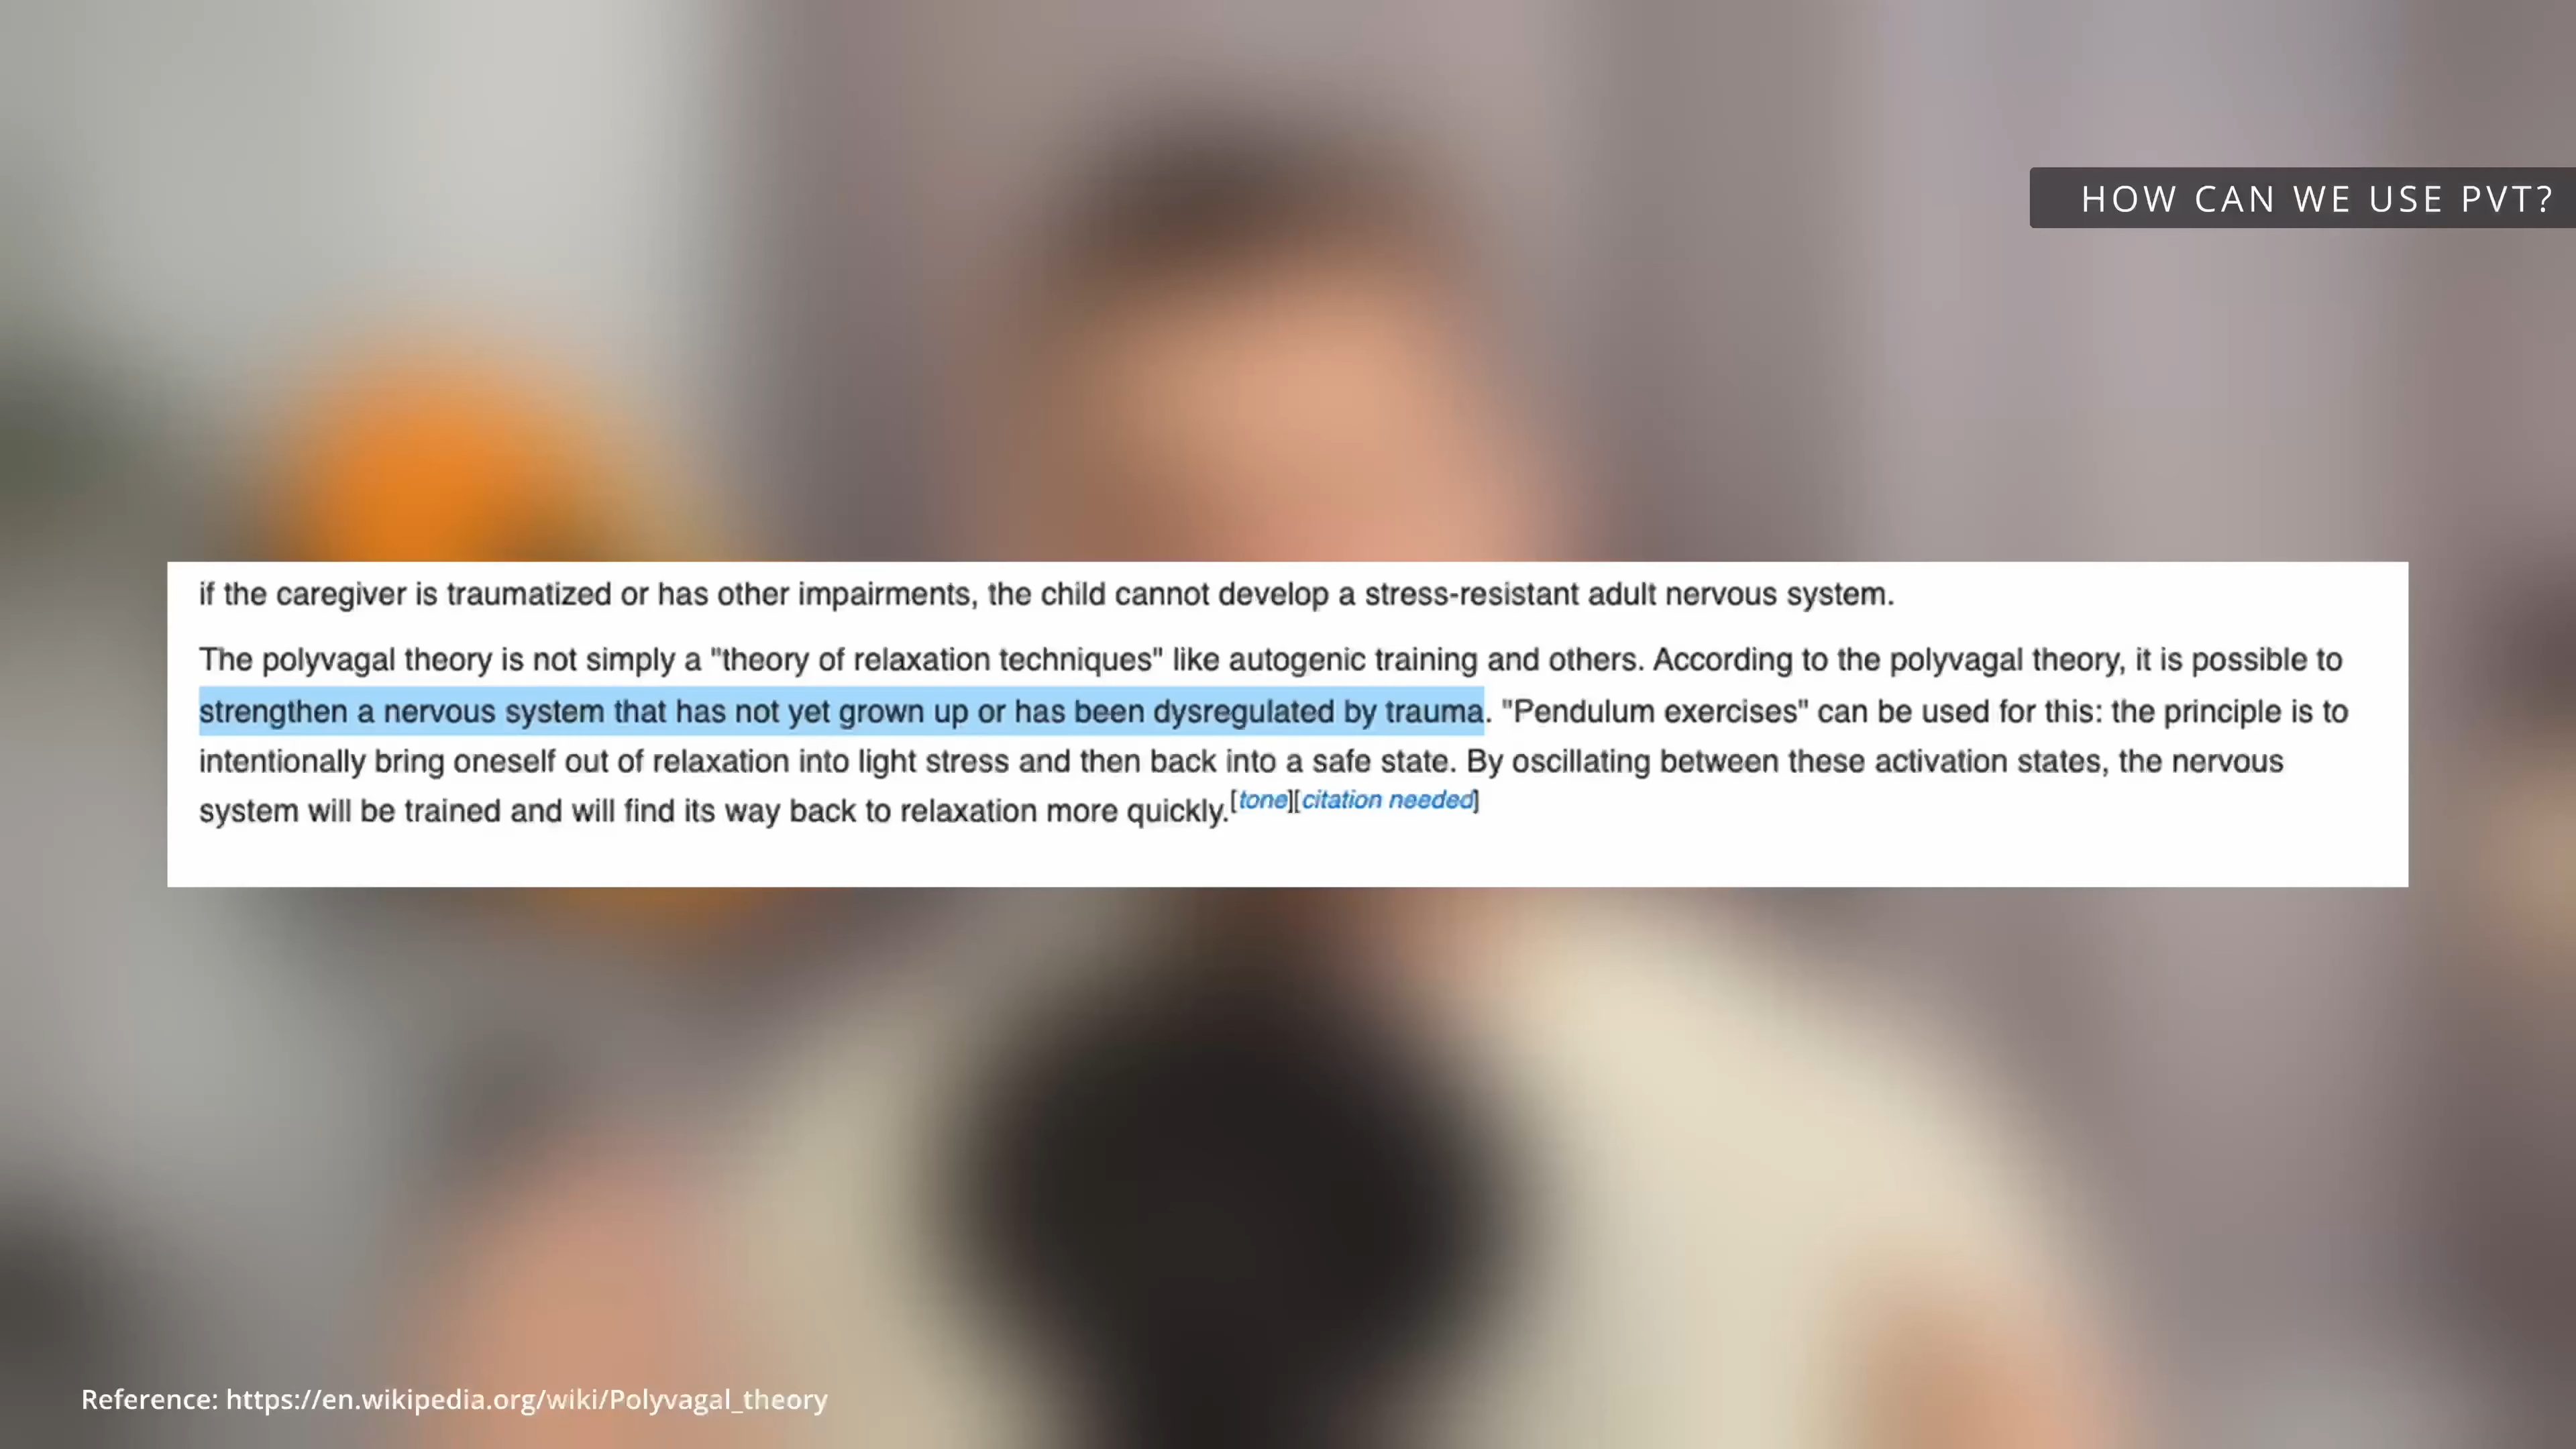 HOW CAN WE USE PVT?
if the caregiver is traumatized or has other impairments, the child cannot develop a stress-resistant adult nervous system.
The polyvagal theory is not simply a "theory of relaxation techniques" like autogenic training and others. According to the polyvagal theory, it is possible to
strengthen a nervous system that has not yet grown up or has been dysregulated by trauma. "Pendulum exercises" can be used for this: the principle is to
intentionally bring oneself out of relaxation into light stress and then back into a safe state. By oscillating between these activation states, the nervous
system will be trained and will find its way back to relaxation more quickly.[tone][citation needed]
Reference: https://en.wikipedia.org/wiki/Polyvagal_theory